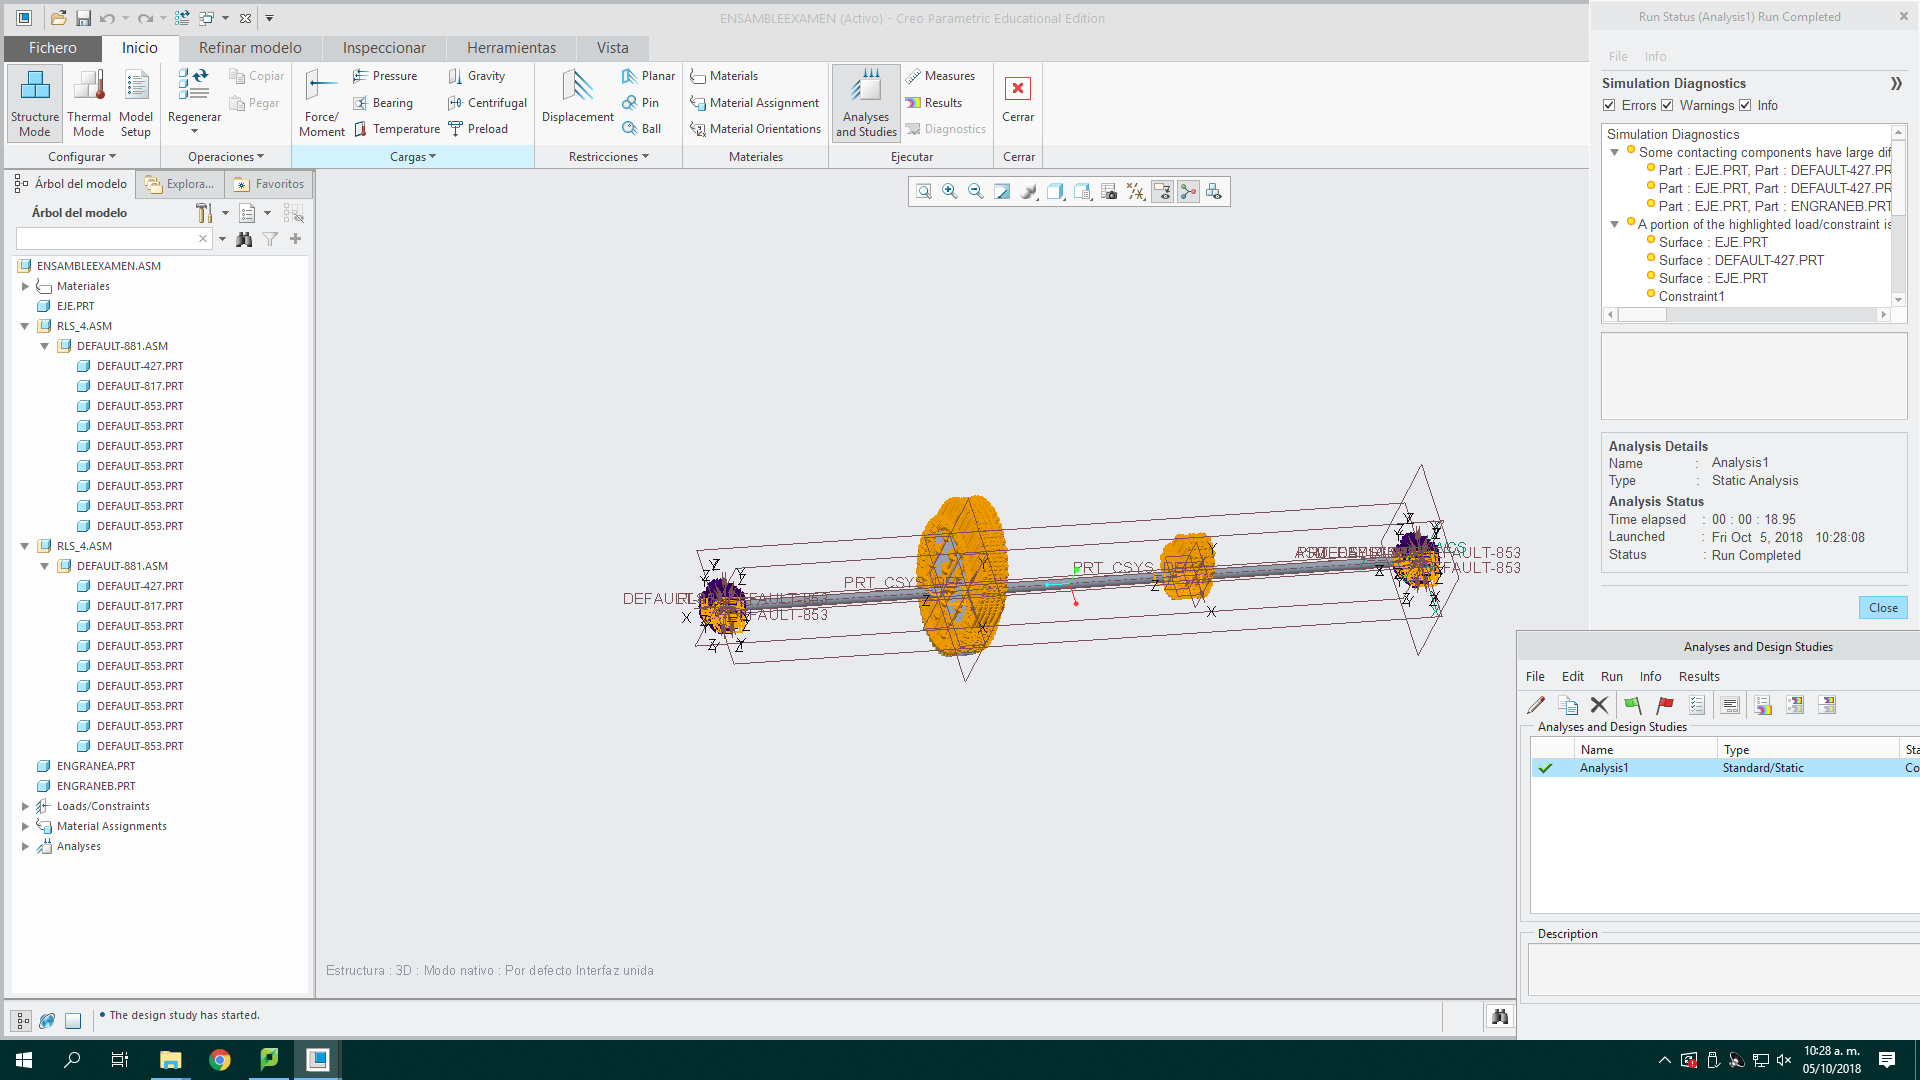 ENSAMBLEEXAMEN (Activo) - Creo Parametric Educational Edition
Fichero
Inicio
Refinar modelo
Inspeccionar
Herramientas
Vista
Structure Mode
Thermal Mode
Model Setup
Configurar
Regenerar
Copiar
Pegar
Operaciones
Force/ Moment
Pressure
Bearing
Temperature
Gravity
Centrifugal
Preload
Cargas
Displacement
Planar
Pin
Ball
Restricciones
Materials
Material Assignment
Material Orientations
Materiales
Analyses and Studies
Measures
Results
Diagnostics
Ejecutar
Cerrar
Cerrar
Árbol del modelo
Explora...
Favoritos
Árbol del modelo
ENSAMBLEEXAMEN.ASM
Materiales
EJE.PRT
RLS_4.ASM
DEFAULT-881.ASM
DEFAULT-427.PRT
DEFAULT-817.PRT
DEFAULT-853.PRT
DEFAULT-853.PRT
DEFAULT-853.PRT
DEFAULT-853.PRT
DEFAULT-853.PRT
DEFAULT-853.PRT
DEFAULT-853.PRT
RLS_4.ASM
DEFAULT-881.ASM
DEFAULT-427.PRT
DEFAULT-817.PRT
DEFAULT-853.PRT
DEFAULT-853.PRT
DEFAULT-853.PRT
DEFAULT-853.PRT
DEFAULT-853.PRT
DEFAULT-853.PRT
DEFAULT-853.PRT
ENGRANEA.PRT
ENGRANEB.PRT
Loads/Constraints
Material Assignments
Analyses
PRT_CSYS_DEF
PRT_CSYS_DEF
Estructura : 3D : Modo nativo : Por defecto Interfaz unida
The design study has started.
Run Status (Analysis1) Run Completed
File Info
Simulation Diagnostics
Errors Warnings Info
Simulation Diagnostics
Some contacting components have large dif
Part : EJE.PRT, Part : DEFAULT-427.PR
Part : EJE.PRT, Part : DEFAULT-427.PR
Part : EJE.PRT, Part : ENGRANEB.PRT
A portion of the highlighted load/constraint is
Surface : EJE.PRT
Surface : DEFAULT-427.PRT
Surface : EJE.PRT
Constraint1
Analysis Details
Name : Analysis1
Type : Static Analysis
Analysis Status
Time elapsed : 00 : 00 : 18.95
Launched : Fri Oct 5, 2018 10:28:08
Status : Run Completed
Close
Analyses and Design Studies
File Edit Run Info Results
Analyses and Design Studies
Name Type Sta
Analysis1 Standard/Static Co
Description
10:28 a. m.
05/10/2018